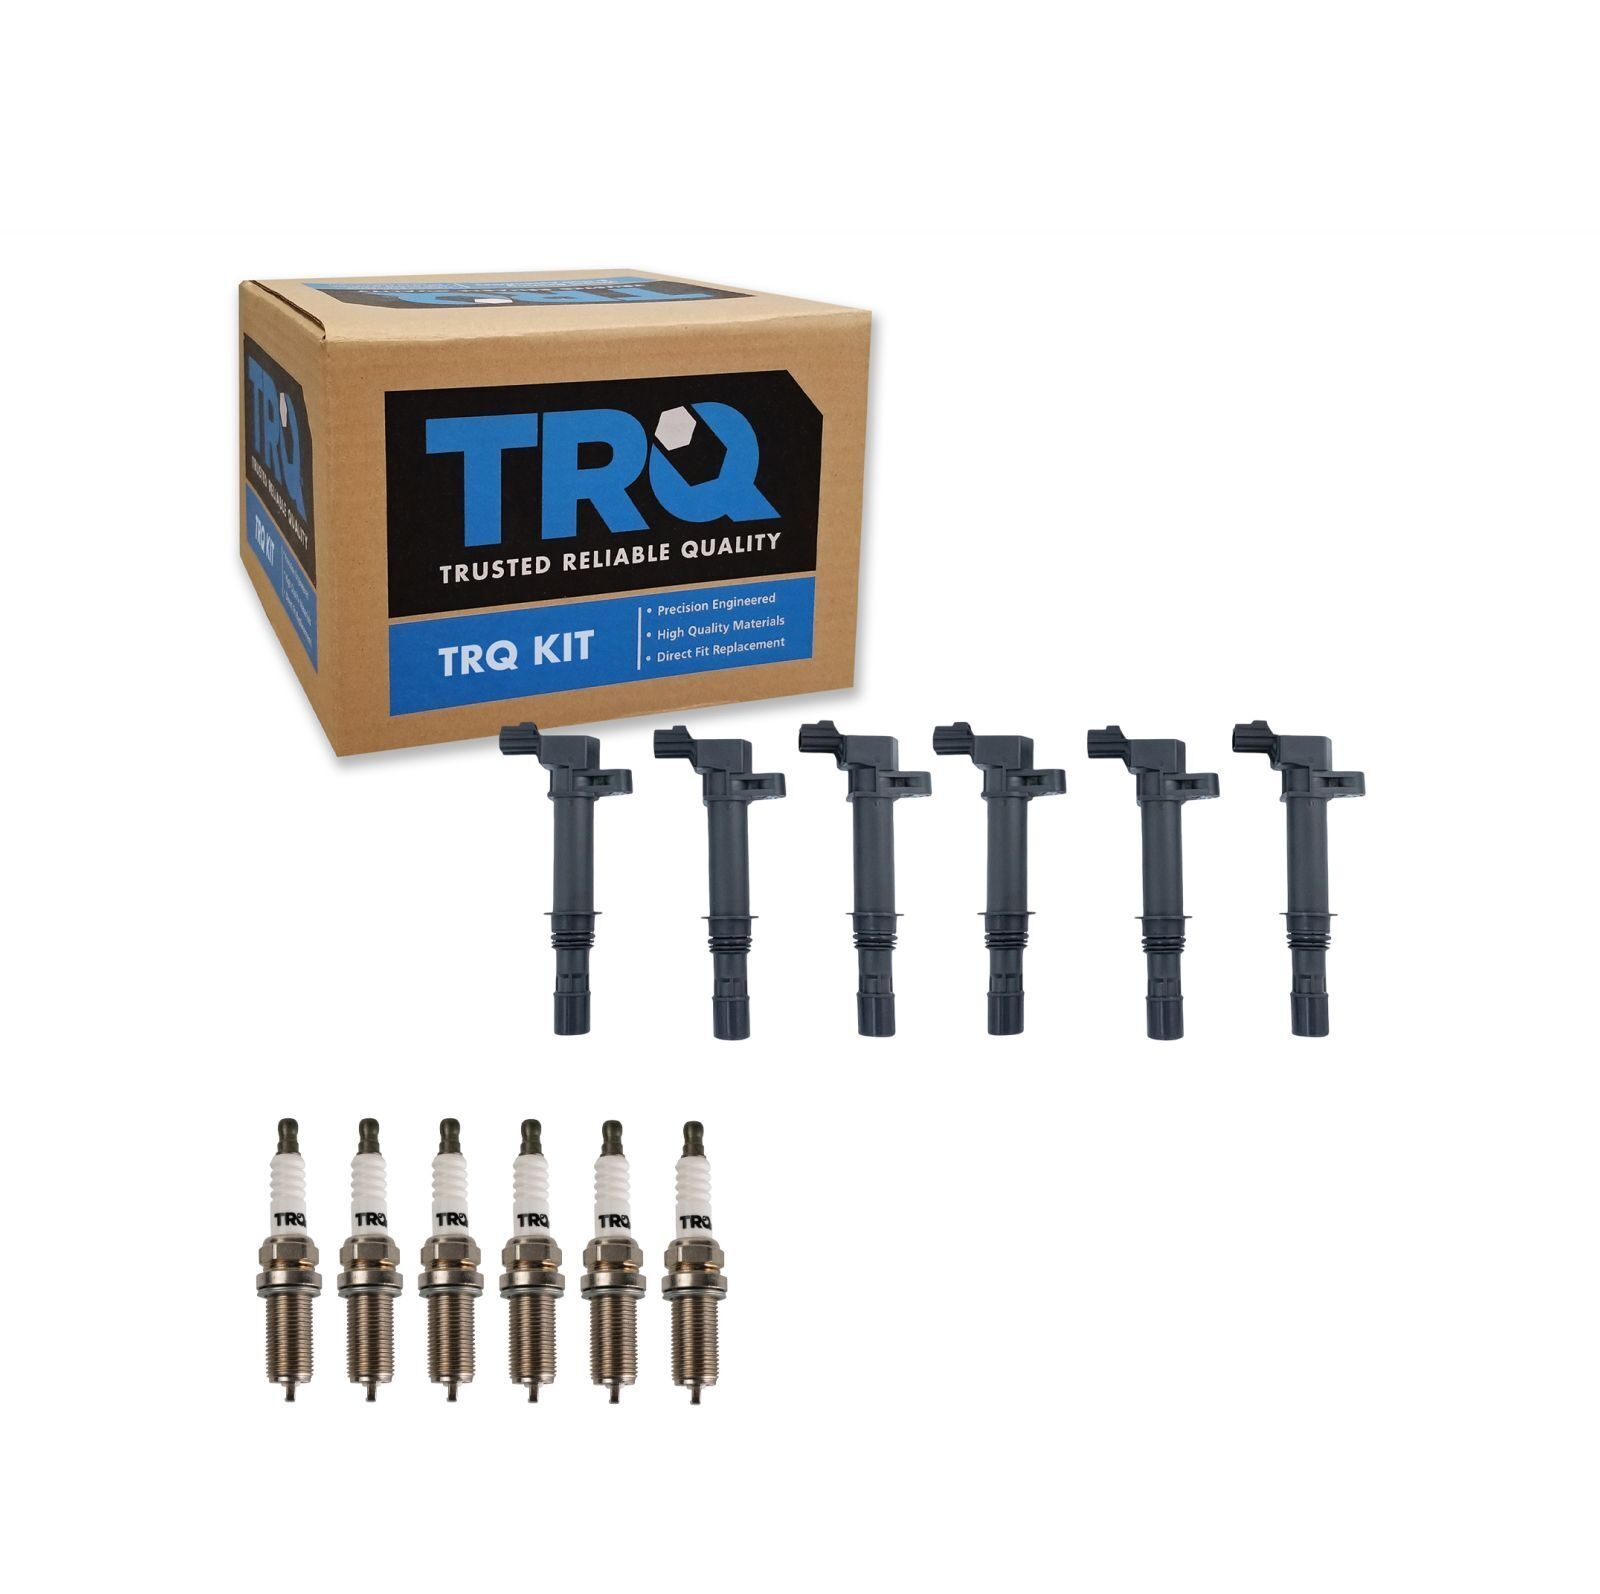 TRQ
TRUSTED RELIABLE QUALITY
TRQ KIT
• Precision Engineered
• High Quality Materials
• Direct Fit Replacement
TRQ
TRUSTED RELIABLE QUALITY
TRQ KIT
TRQ
TRQ
TRQ
TRQ
TRQ
TRQ
TRQ